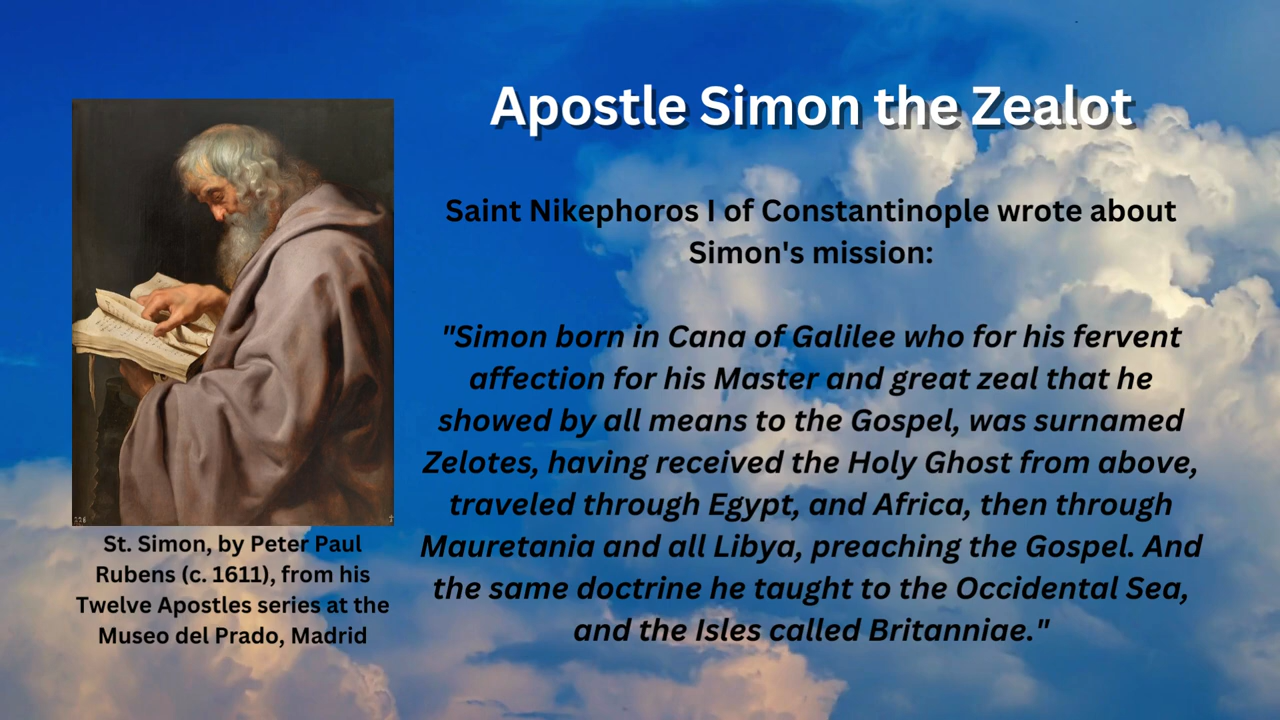 Apostle Simon the Zealot
Saint Nikephoros I of Constantinople wrote about
Simon's mission:
"Simon born in Cana of Galilee who for his fervent
affection for his Master and great zeal that he
showed by all means to the Gospel, was surnamed
Zelotes, having received the Holy Ghost from above,
traveled through Egypt, and Africa, then through
Mauretania and all Libya, preaching the Gospel. And
the same doctrine he taught to the Occidental Sea,
and the Isles called Britanniae."
St. Simon, by Peter Paul
Rubens (c. 1611), from his
Twelve Apostles series at the
Museo del Prado, Madrid